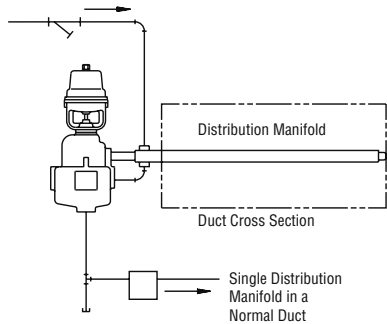 Distribution Manifold
Duct Cross Section
Single Distribution
Manifold in a
Normal Duct